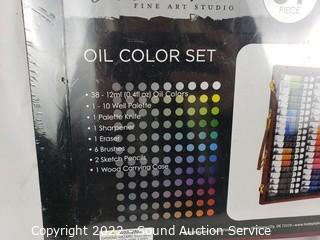 FINE ART STUDIO
PIECE
OIL COLOR SET
• 38 - 12ml (0.4fl oz) Oil Colors
• 1 - 10 Well Palette
• 1 Palette Knife
• 1 Sharpener
• 1 Eraser
• 6 Brushes
• 2 Sketch Pencils
• 1 Wood Carrying Case
Copyright 2022 - Sound Auction Service